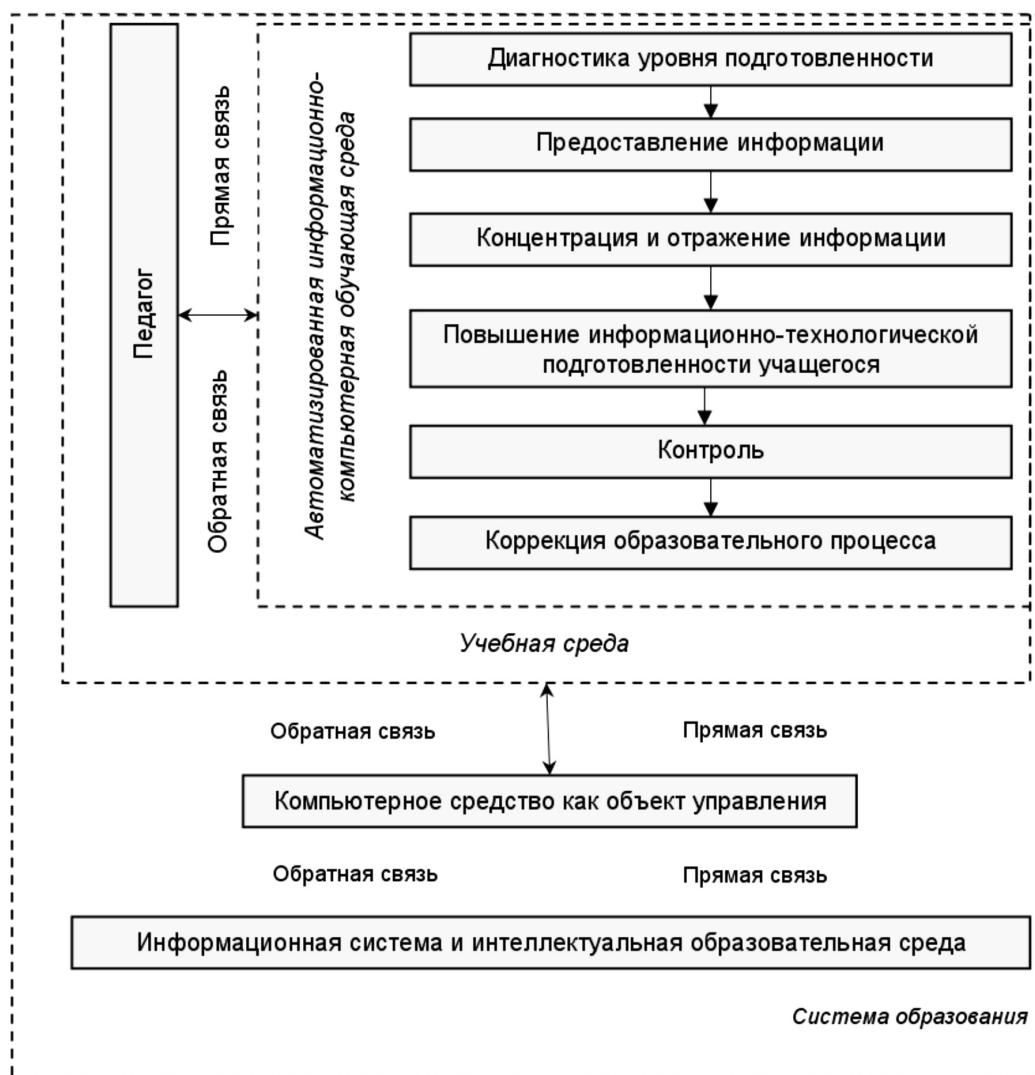 Педагог
Прямая связь
Обратная связь
Автоматизированная информационно-
компьютерная обучающая среда
Диагностика уровня подготовленности
Предоставление информации
Концентрация и отражение информации
Повышение информационно-технологической
подготовленности учащегося
Контроль
Коррекция образовательного процесса
Учебная среда
Обратная связь
Прямая связь
Компьютерное средство как объект управления
Обратная связь
Прямая связь
Информационная система и интеллектуальная образовательная среда
Система образования